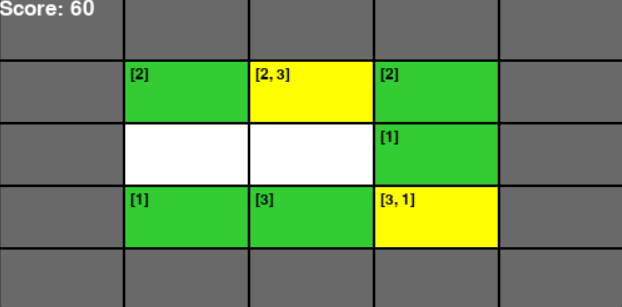 Score: 60
[2] [2, 3] [2]
[1]
[1] [3] [3, 1]